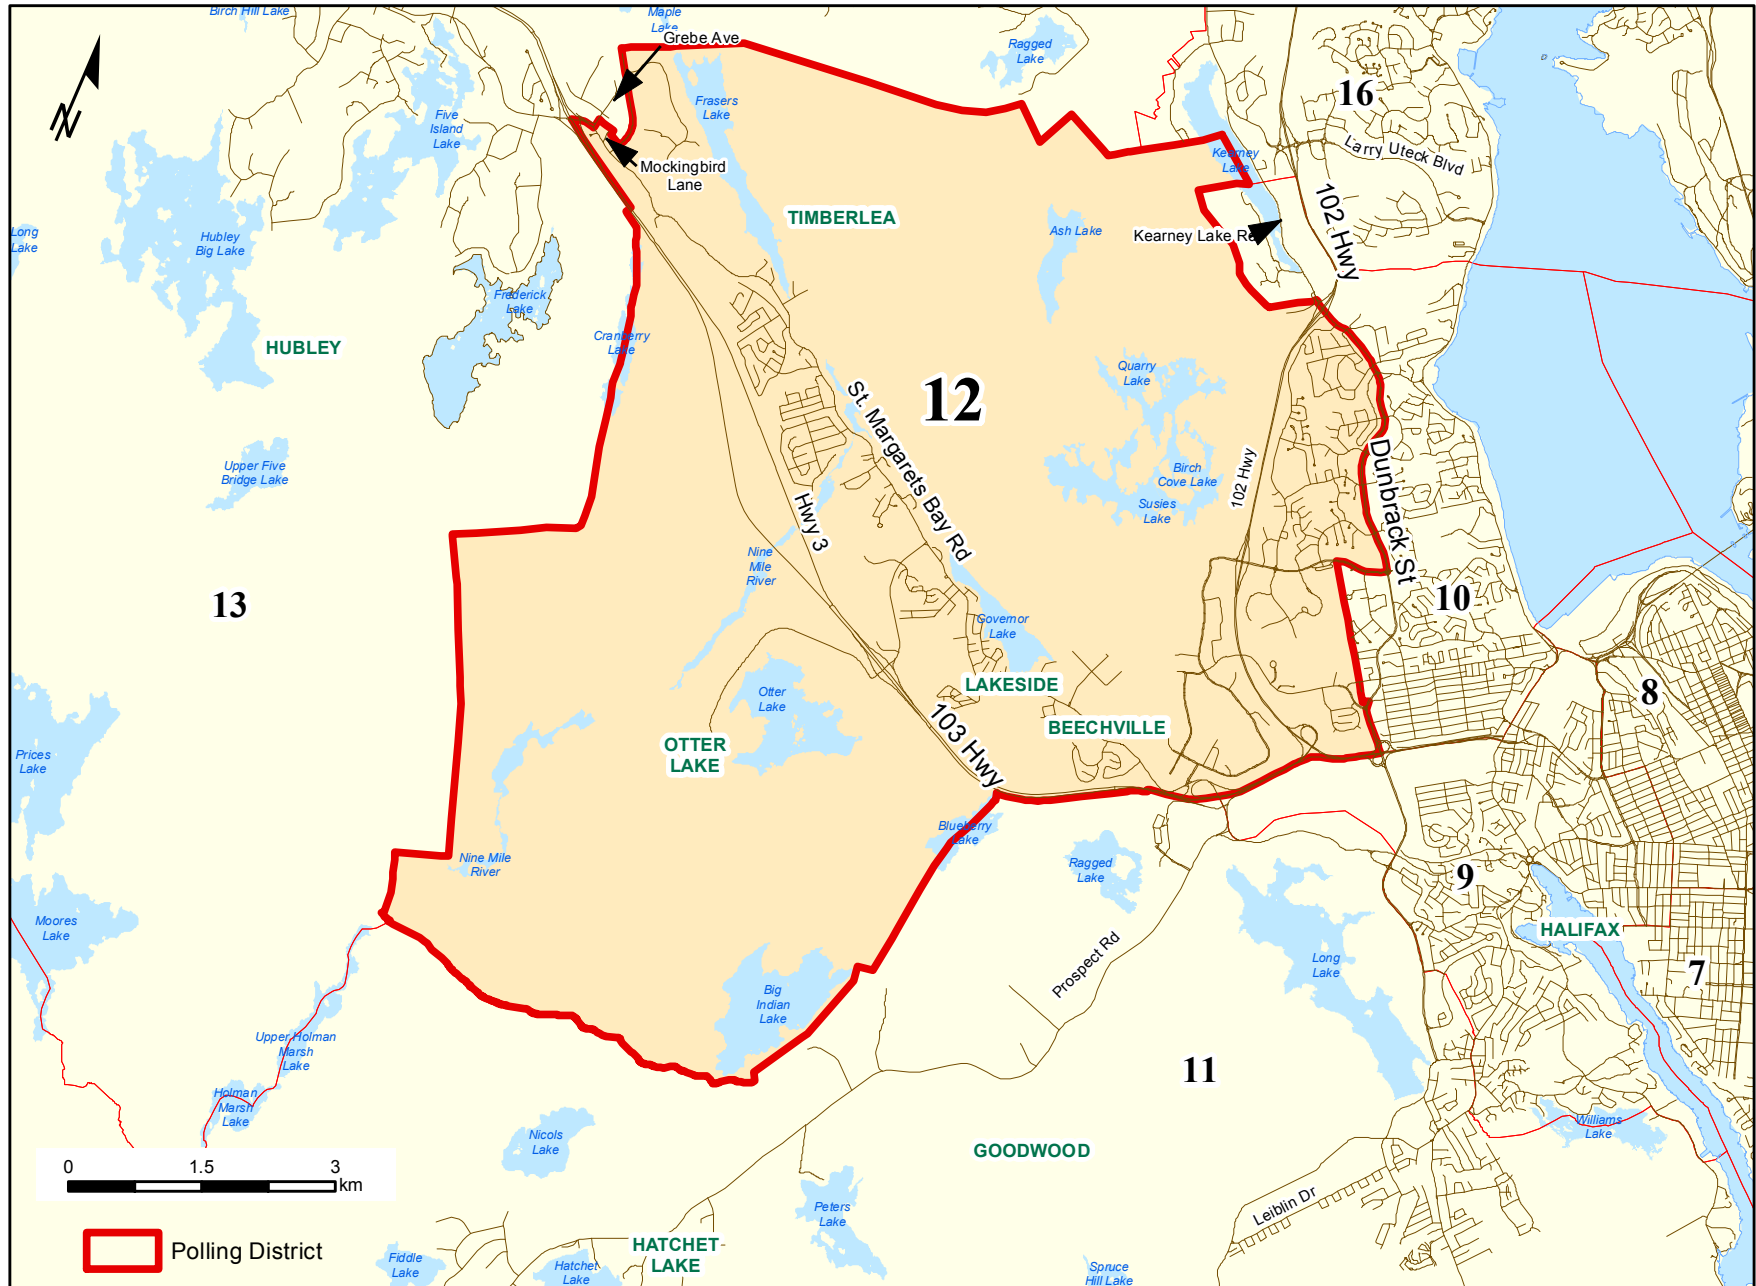 Birch Hill Lake
Maple
Lake
Grebe Ave
Ragged
Lake
16
N
Five
Island
Lake
Frasers
Lake
Larry Uteck Blvd
Mockingbird
Lane
Kearney
Lake
TIMBERLEA
102 Hwy
Long
Lake
Hubley
Big Lake
Ash Lake
Kearney Lake Rd
Frederick
Lake
HUBLEY
Cranberry
Lake
Quarry
Lake
12
St. Margarets Bay Rd
Upper Five
Bridge Lake
Birch
Cove Lake
Susies
Lake
102 Hwy
Dunbrack St
Hwy 3
Nine
Mile
River
13
10
Governor
Lake
LAKESIDE
Otter
Lake
8
BEECHVILLE
OTTER
LAKE
103 Hwy
Prices
Lake
Blueberry
Lake
Nine Mile
River
Ragged
Lake
9
Moores
Lake
HALIFAX
Prospect Rd
Long
Lake
7
Big
Indian
Lake
Upper Holman
Marsh
Lake
11
Holman
Marsh
Lake
Nicols
Lake
Williams
Lake
GOODWOOD
0 1.5 3
km
Peters
Lake
Leiblin Dr
Polling District
HATCHET
LAKE
Fiddle
Lake
Hatchet
Lake
Spruce
Hill Lake